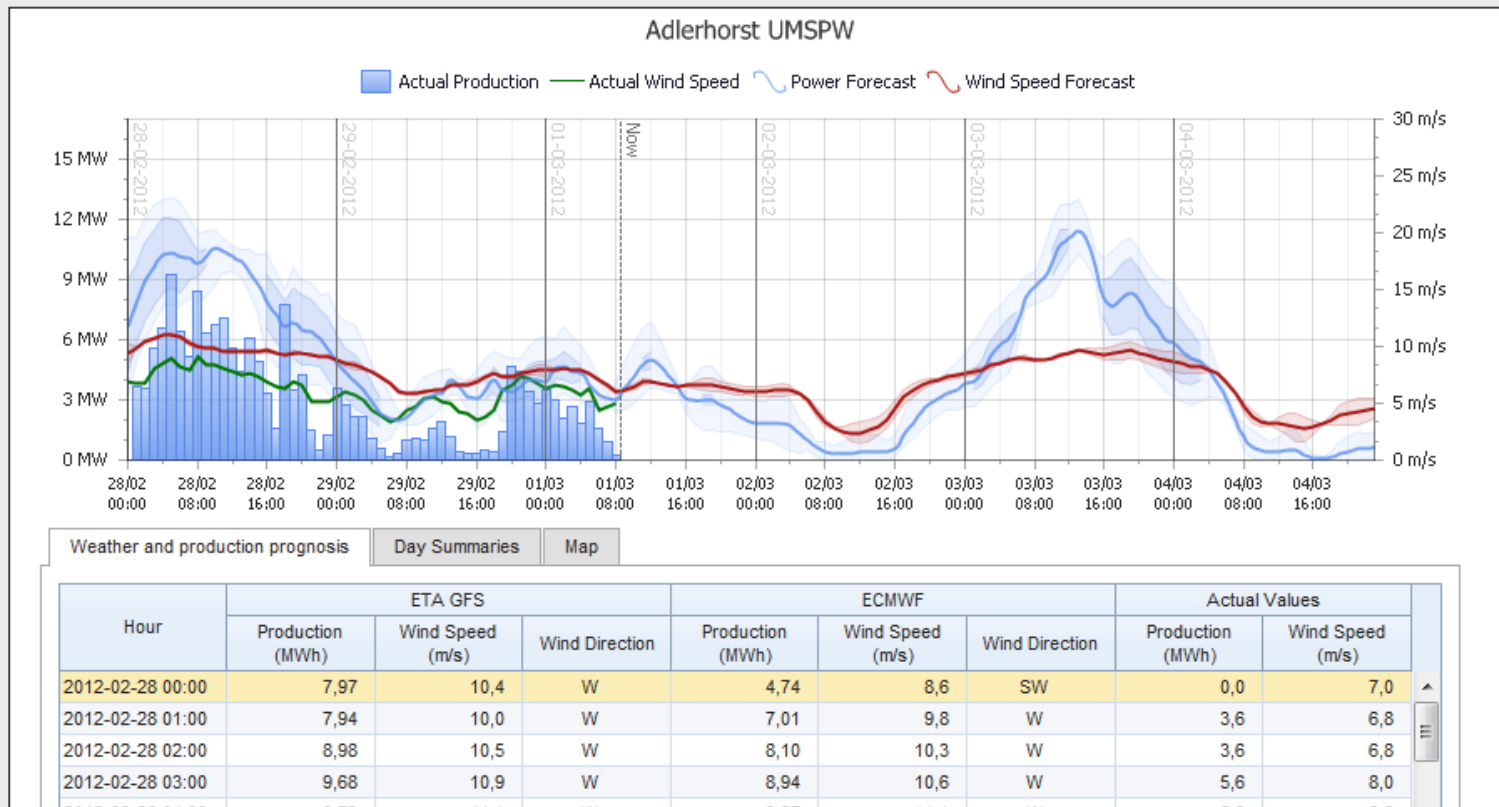 Adlerhorst UMSPW
Actual Production Actual Wind Speed Power Forecast Wind Speed Forecast
28-02-2012 29-02-2012 01-03-2012 Now 02-03-2012 03-03-2012 04-03-2012
30 m/s
15 MW
25 m/s
12 MW
20 m/s
9 MW
15 m/s
6 MW
10 m/s
3 MW
5 m/s
0 MW
0 m/s
28/02 28/02 28/02 29/02 29/02 29/02 01/03 01/03 01/03 02/03 02/03 02/03 03/03 03/03 03/03 04/03 04/03 04/03
00:00 08:00 16:00 00:00 08:00 16:00 00:00 08:00 16:00 00:00 08:00 16:00 00:00 08:00 16:00 00:00 08:00 16:00
Weather and production prognosis Day Summaries Map
ETA GFS ECMWF Actual Values
Hour Production Wind Speed Wind Direction Production Wind Speed Wind Direction Production Wind Speed
(MWh) (m/s) (MWh) (m/s) (MWh) (m/s)
2012-02-28 00:00 7,97 10,4 W 4,74 8,6 SW 0,0 7,0
2012-02-28 01:00 7,94 10,0 W 7,01 9,8 W 3,6 6,8
2012-02-28 02:00 8,98 10,5 W 8,10 10,3 W 3,6 6,8
2012-02-28 03:00 9,68 10,9 W 8,94 10,6 W 5,6 8,0